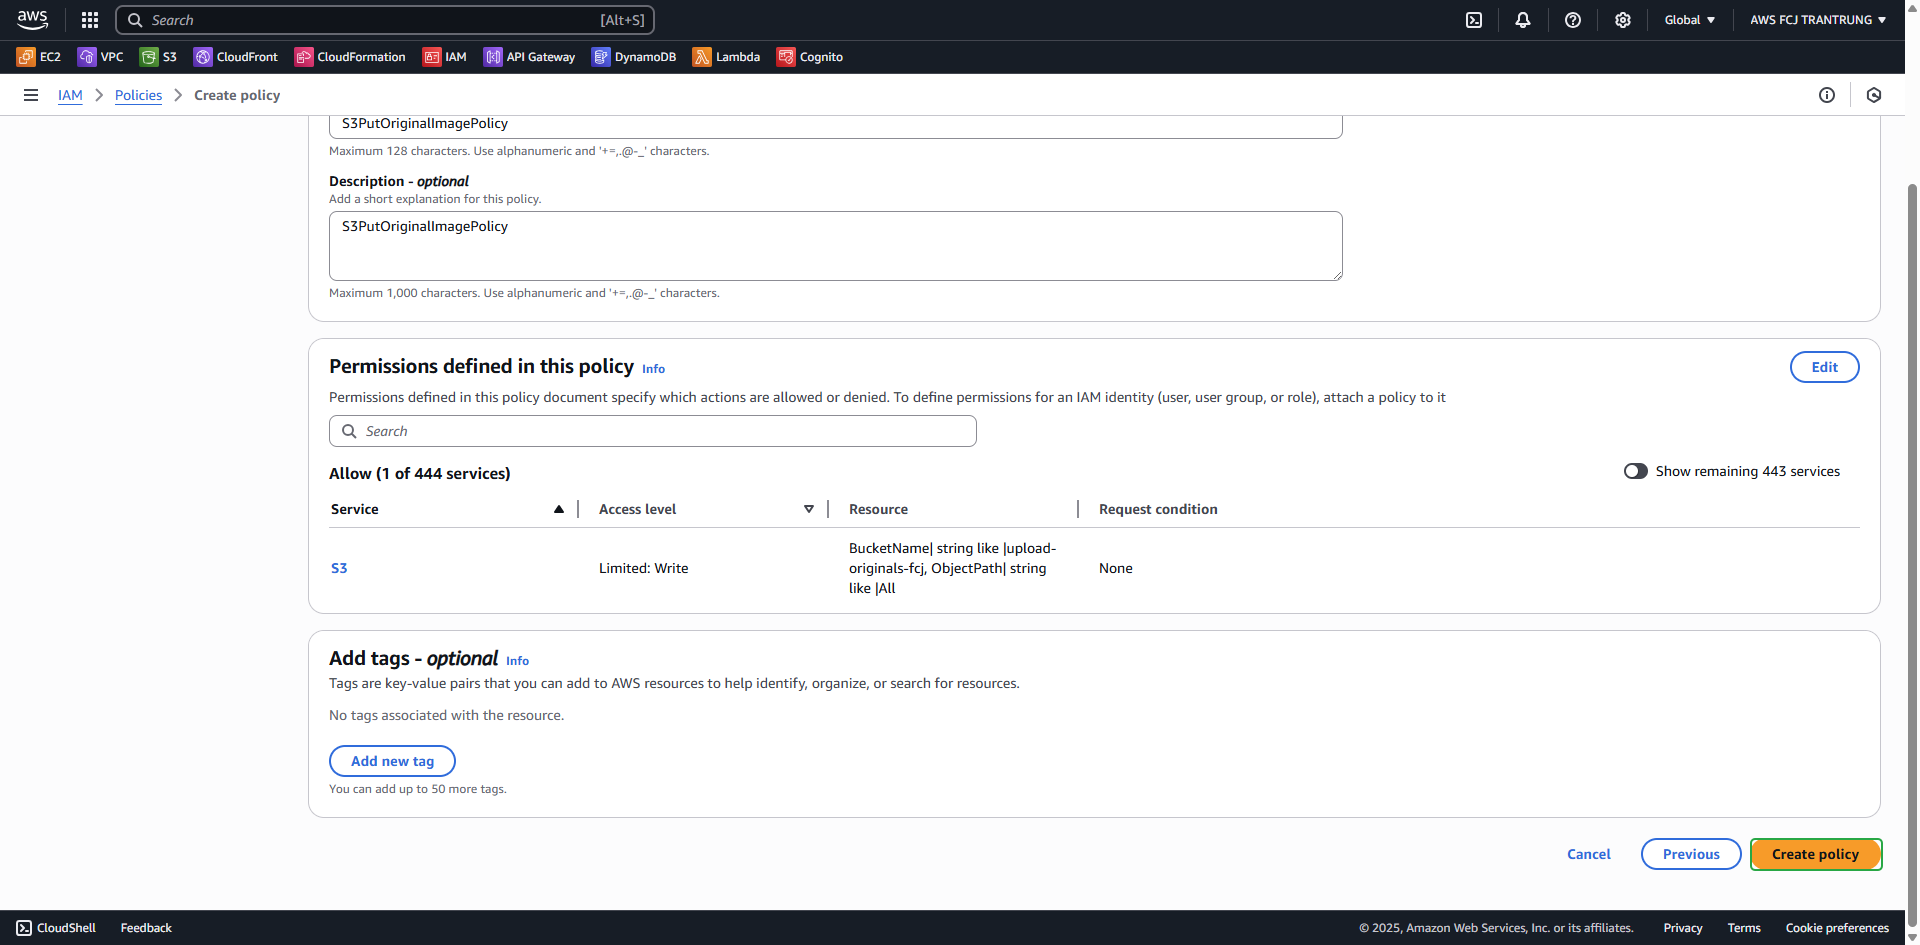 aws
Search
[Alt+S]
Global
AWS FCJ TRANTRUNG
EC2
VPC
S3
CloudFront
CloudFormation
IAM
API Gateway
DynamoDB
Lambda
Cognito
IAM
Policies
Create policy
S3PutOriginalImagePolicy
Maximum 128 characters. Use alphanumeric and '+=,.@-_' characters.
Description - optional
Add a short explanation for this policy.
S3PutOriginalImagePolicy
Maximum 1,000 characters. Use alphanumeric and '+=,.@-_' characters.
Permissions defined in this policy Info
Edit
Permissions defined in this policy document specify which actions are allowed or denied. To define permissions for an IAM identity (user, user group, or role), attach a policy to it
Search
Allow (1 of 444 services)
Show remaining 443 services
Service
Access level
Resource
Request condition
S3
Limited: Write
BucketName| string like |upload-
originals-fcj, ObjectPath| string
like |All
None
Add tags - optional Info
Tags are key-value pairs that you can add to AWS resources to help identify, organize, or search for resources.
No tags associated with the resource.
Add new tag
You can add up to 50 more tags.
Cancel
Previous
Create policy
CloudShell
Feedback
© 2025, Amazon Web Services, Inc. or its affiliates.
Privacy
Terms
Cookie preferences